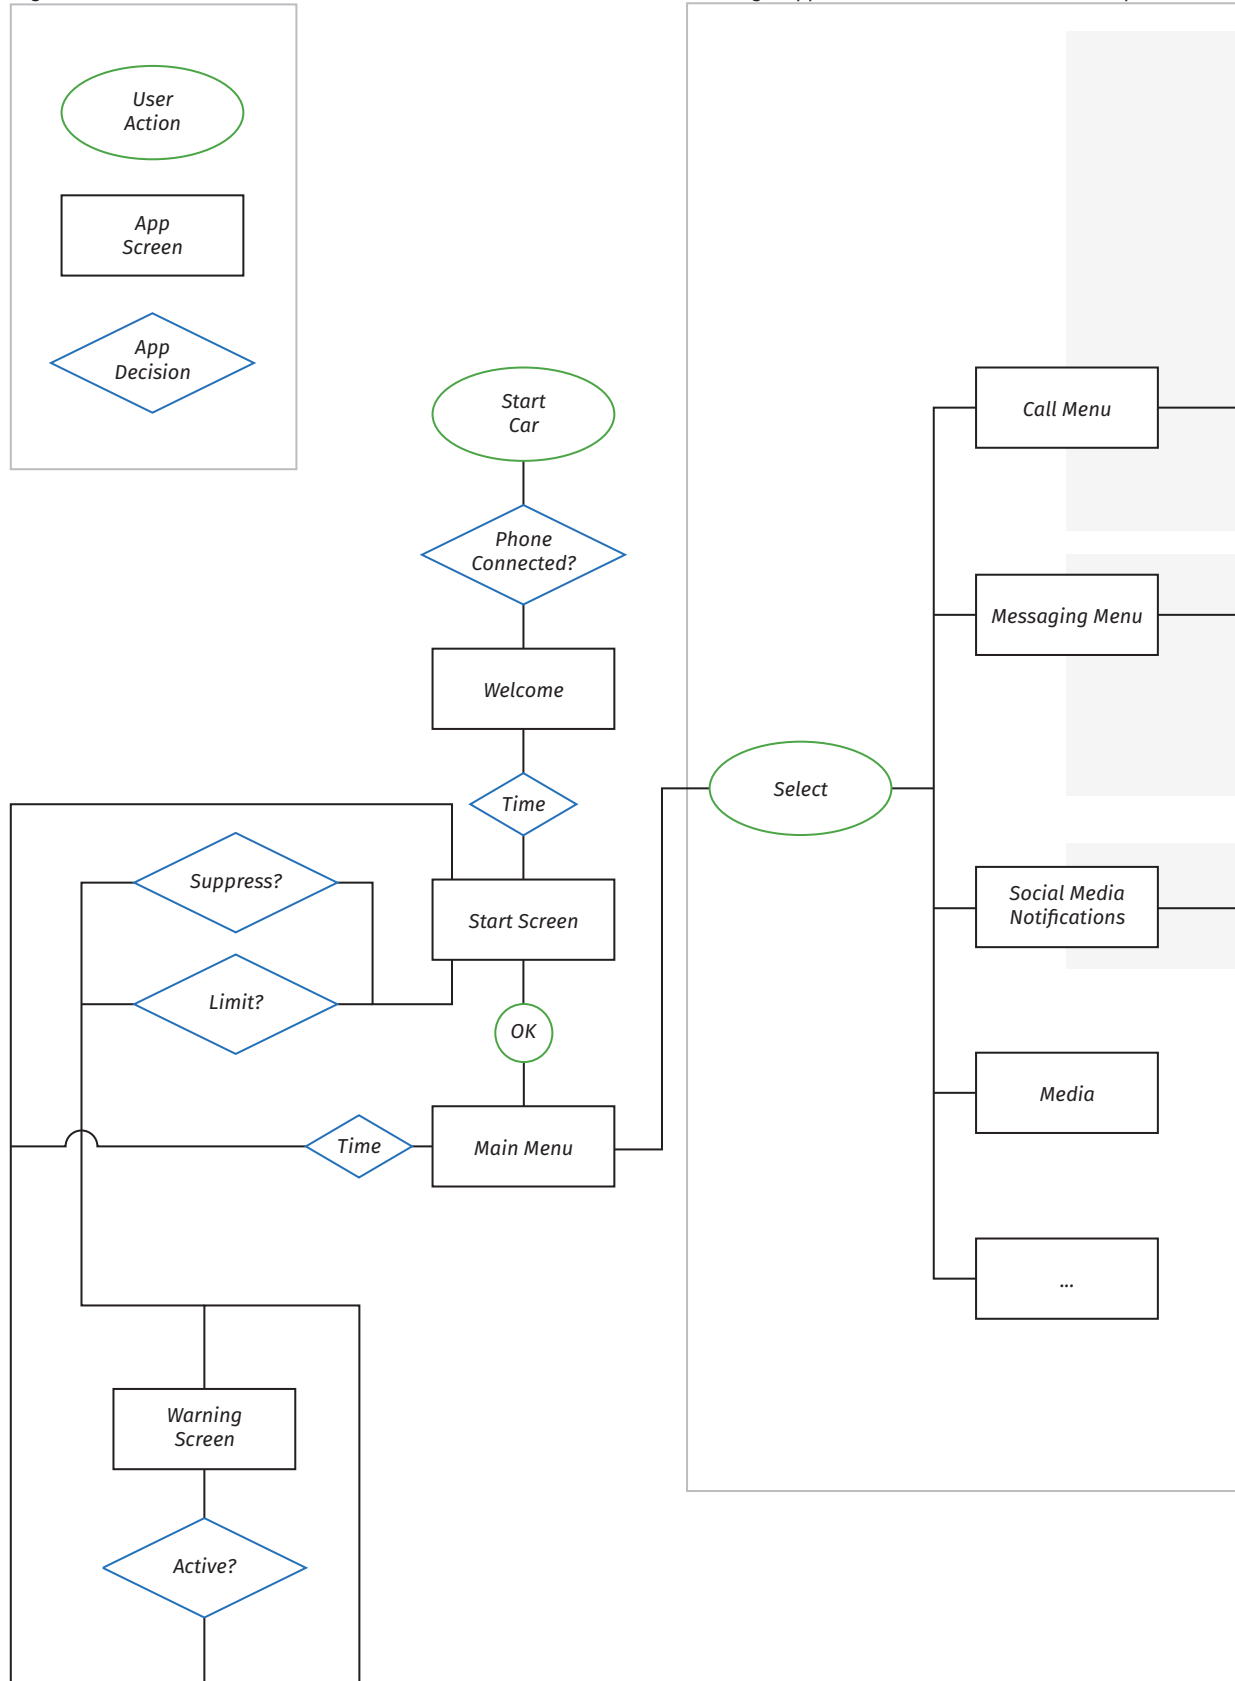 User
Action
App
Screen
App
Decision
Start
Car
Phone
Connected?
Welcome
Time
Suppress?
Start Screen
Limit?
OK
Time
Main Menu
Warning
Screen
Active?
Select
Call Menu
Messaging Menu
Social Media
Notifications
Media
...